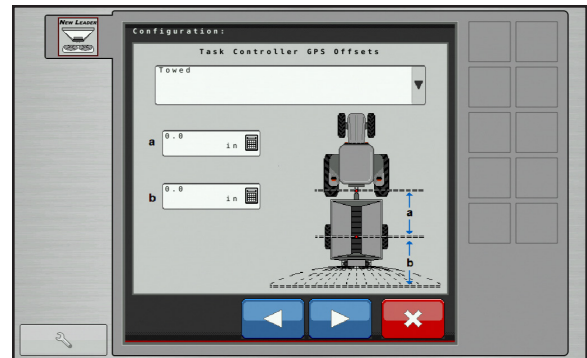 NEW LEADER
Configuration:
Task Controller GPS Offsets
Towed
a
0.0
in
b
0.0
in
a
b